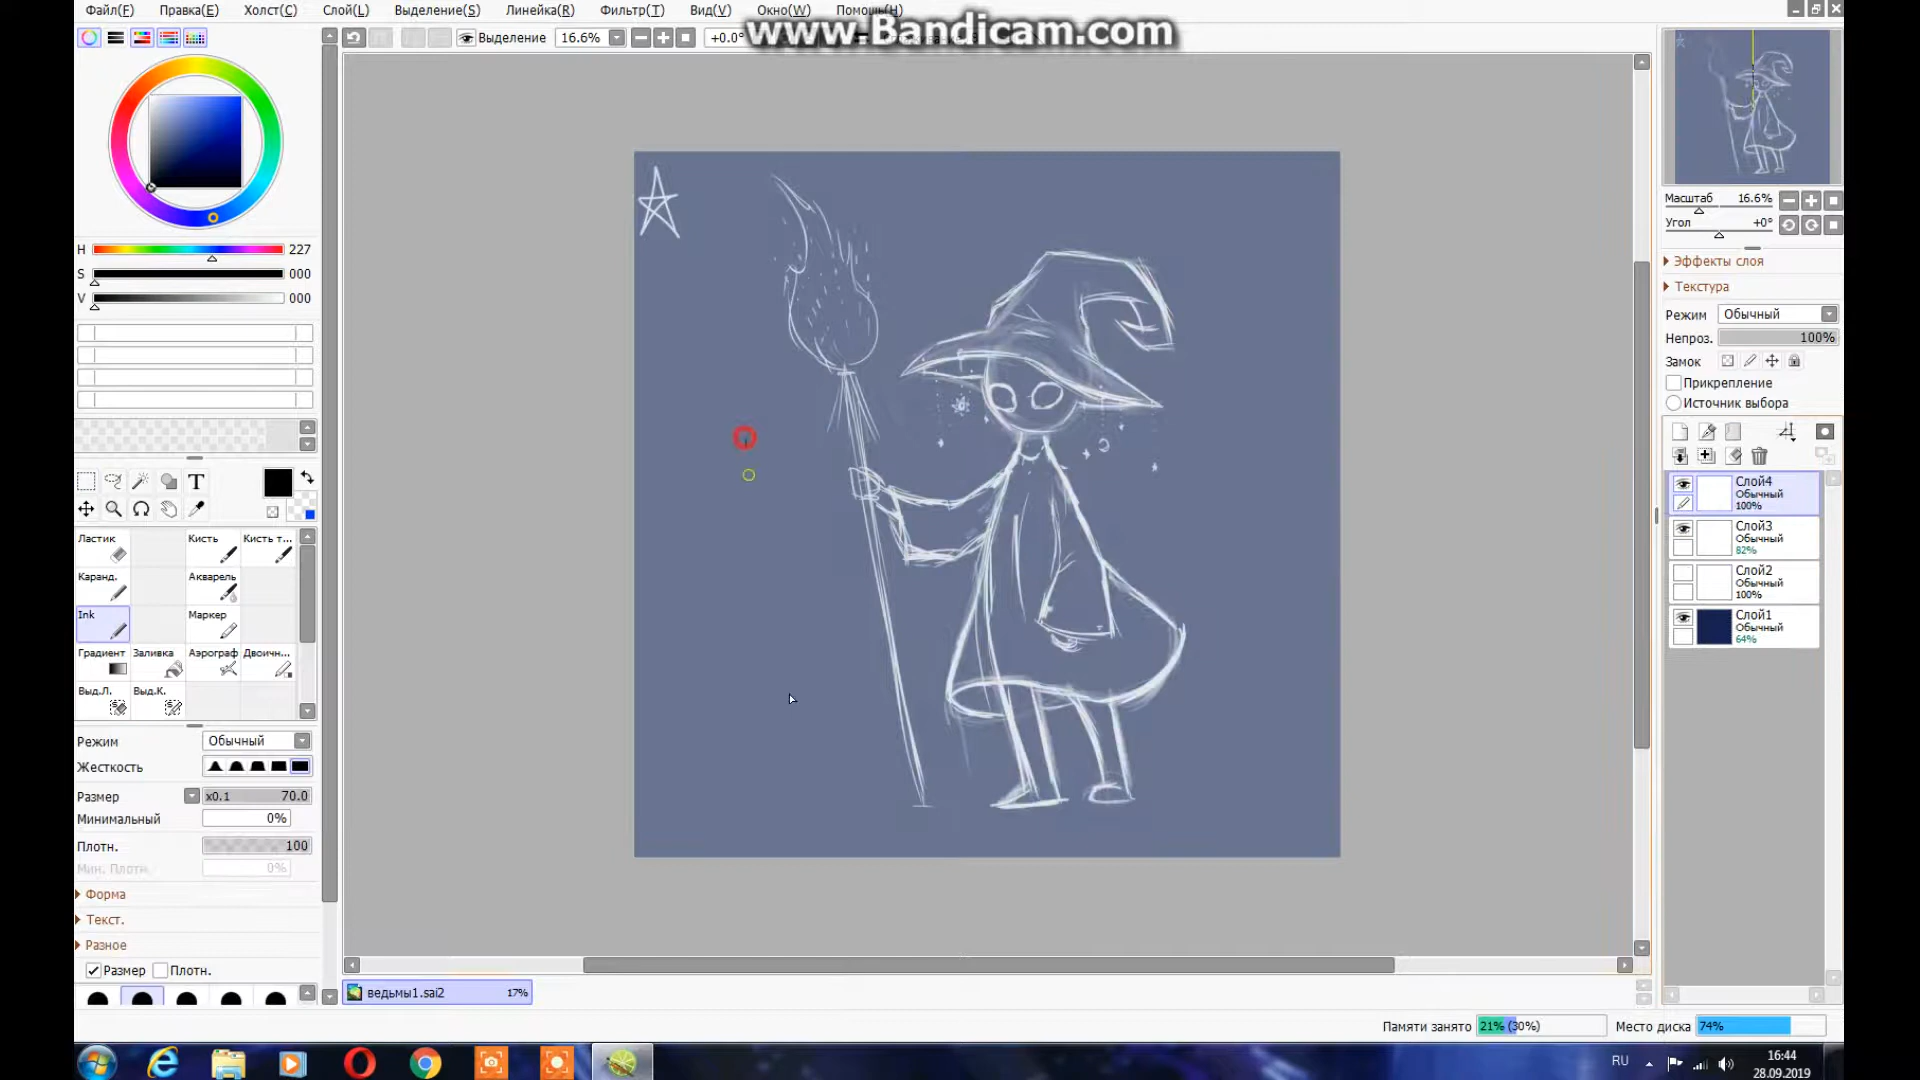 Файл(F) Правка(E) Холст(C) Слой(L) Выделение(S) Линейка(R) Фильтр(T) Вид(V) Окно(W) Помощь(H)
www.Bandicam.com
Выделение 16.6% +0.0°
Масштаб 16.6%
Угол +0°
H 227
S 000
V 000
Эффекты слоя
Текстура
Режим Обычный
Непроз. 100%
Замок
Прикрепление
Источник выбора
T
Слой4
Обычный
100%
Слой3
Обычный
82%
Слой2
Обычный
100%
Слой1
Обычный
64%
Ластик Кисть Кисть т...
Каранд. Акварель
Ink Маркер
Градиент Заливка Аэрограф Двоичн...
Выд.Л. Выд.К.
Режим Обычный
Жесткость
Размер x0.1 70.0
Минимальный 0%
Плотн. 100
Мин. Плотн. 0%
Форма
Текст.
Разное
Размер Плотн.
ведьмы1.sai2 17%
Памяти занято 21% (30%) Место диска 74%
RU 16:44
28.09.2019